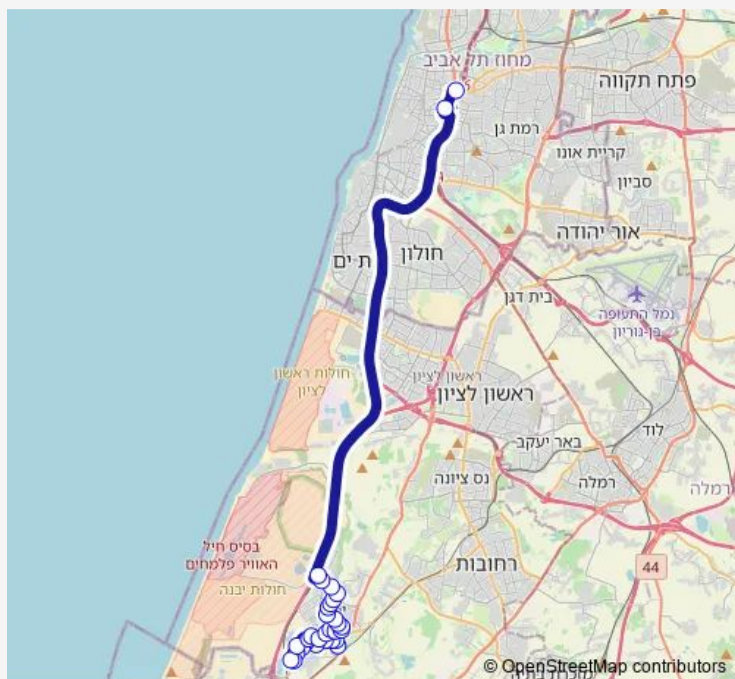 מחוז תל אביב
פתח תקווה
רמת גן
קריית אונו
סביון
אור יהודה
חולון
ת ים
בית דגן
נמל התעופה
בן-גוריון
חולות ראשון
לציון
ראשון לציון
ראשון לציון
לוד
באר יעקב
נס ציונה
רמלה
רמלה
בסיס חיל
האוויר פלמחים
רחובות
חולות יבנה
44
© OpenStreetMap contributors